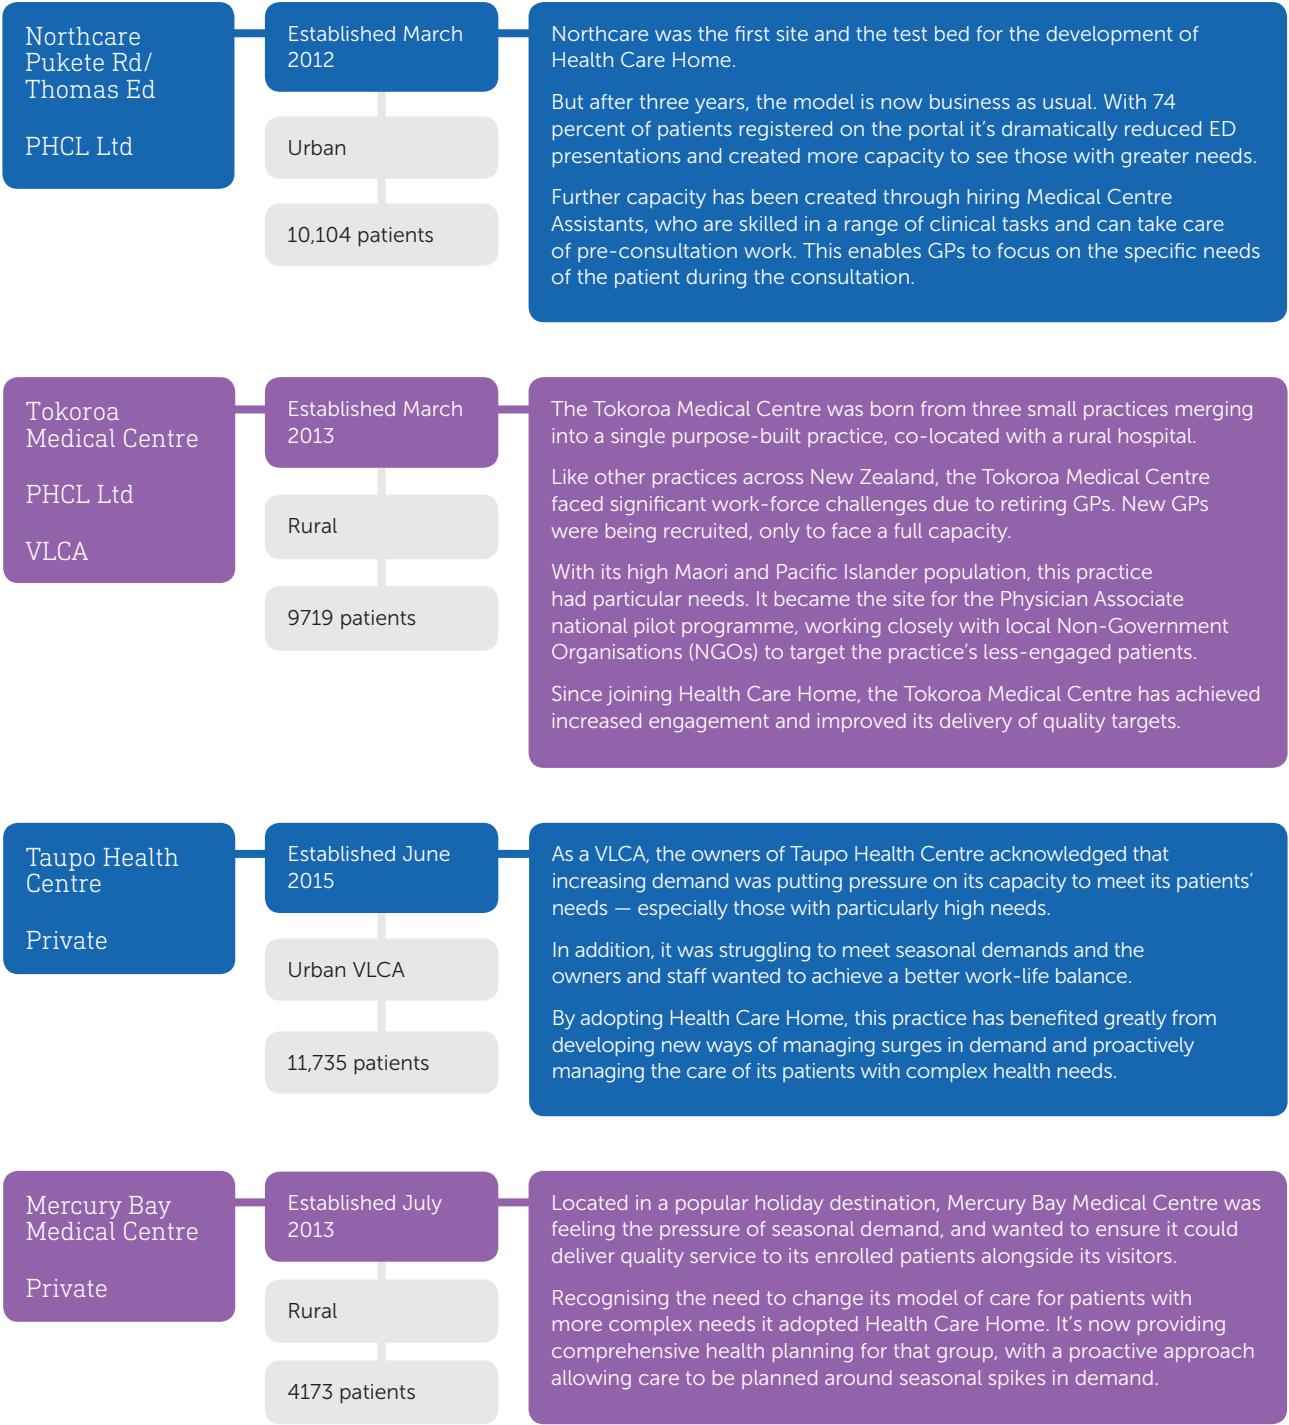 Northcare
Pukete Rd/
Thomas Ed
PHCL Ltd
Established March
2012
Urban
10,104 patients
Northcare was the first site and the test bed for the development of
Health Care Home.
But after three years, the model is now business as usual. With 74
percent of patients registered on the portal it’s dramatically reduced ED
presentations and created more capacity to see those with greater needs.
Further capacity has been created through hiring Medical Centre
Assistants, who are skilled in a range of clinical tasks and can take care
of pre-consultation work. This enables GPs to focus on the specific needs
of the patient during the consultation.
Tokoroa
Medical Centre
PHCL Ltd
VLCA
Established March
2013
Rural
9719 patients
The Tokoroa Medical Centre was born from three small practices merging
into a single purpose-built practice, co-located with a rural hospital.
Like other practices across New Zealand, the Tokoroa Medical Centre
faced significant work-force challenges due to retiring GPs. New GPs
were being recruited, only to face a full capacity.
With its high Maori and Pacific Islander population, this practice
had particular needs. It became the site for the Physician Associate
national pilot programme, working closely with local Non-Government
Organisations (NGOs) to target the practice’s less-engaged patients.
Since joining Health Care Home, the Tokoroa Medical Centre has achieved
increased engagement and improved its delivery of quality targets.
Taupo Health
Centre
Private
Established June
2015
Urban VLCA
11,735 patients
As a VLCA, the owners of Taupo Health Centre acknowledged that
increasing demand was putting pressure on its capacity to meet its patients’
needs — especially those with particularly high needs.
In addition, it was struggling to meet seasonal demands and the
owners and staff wanted to achieve a better work-life balance.
By adopting Health Care Home, this practice has benefited greatly from
developing new ways of managing surges in demand and proactively
managing the care of its patients with complex health needs.
Mercury Bay
Medical Centre
Private
Established July
2013
Rural
4173 patients
Located in a popular holiday destination, Mercury Bay Medical Centre was
feeling the pressure of seasonal demand, and wanted to ensure it could
deliver quality service to its enrolled patients alongside its visitors.
Recognising the need to change its model of care for patients with
more complex needs it adopted Health Care Home. It’s now providing
comprehensive health planning for that group, with a proactive approach
allowing care to be planned around seasonal spikes in demand.